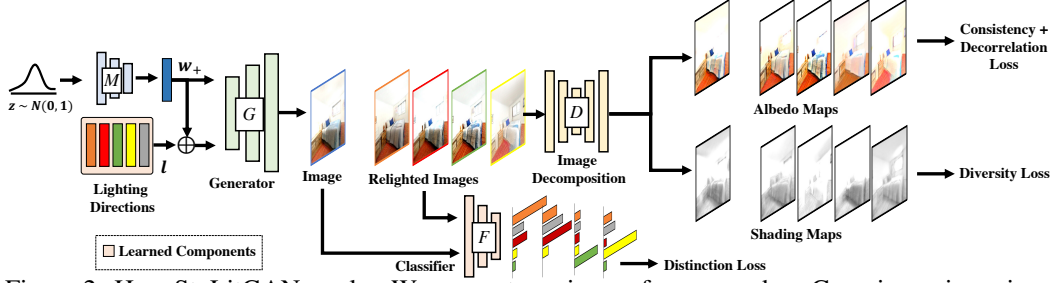 M
w₊
z ~ N(0, 1)
G
l
Lighting
Directions
Generator
Image
Relighted Images
D
Image
Decomposition
Albedo Maps
Consistency +
Decorrelation
Loss
Shading Maps
Diversity Loss
F
Classifier
Distinction Loss
Learned Components